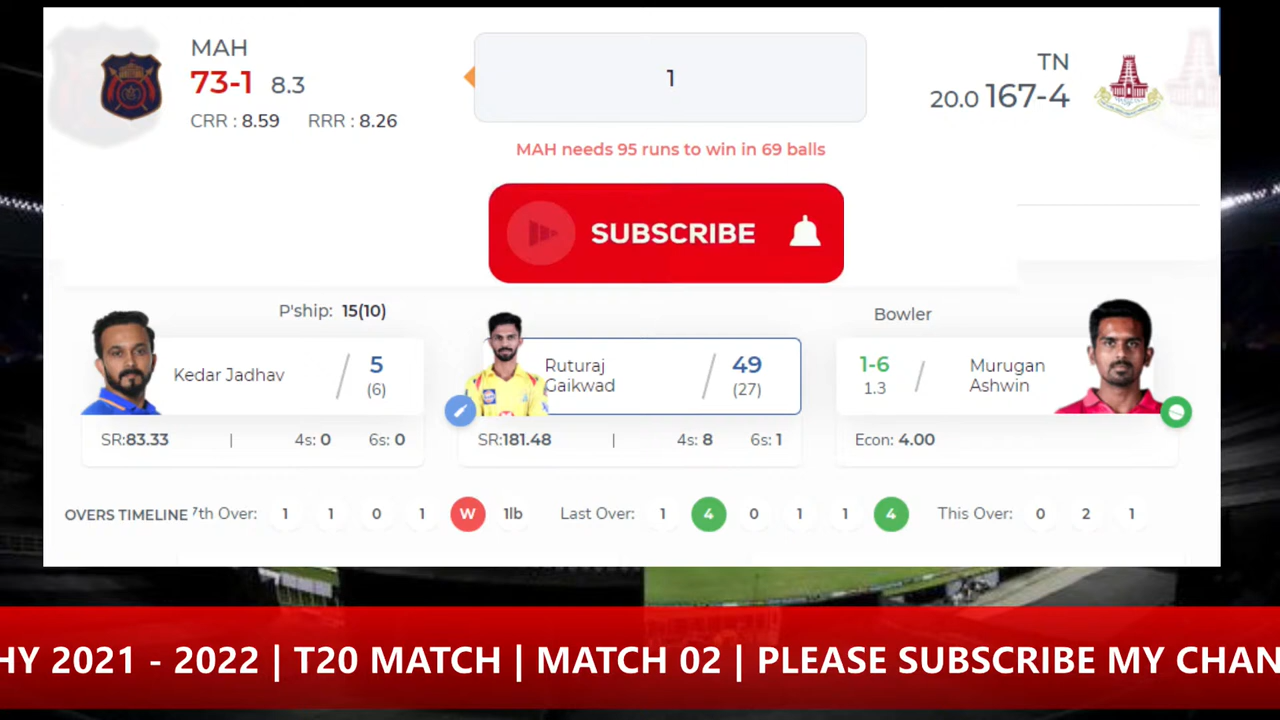 MAH
73-1 8.3
CRR : 8.59 RRR : 8.26
1
MAH needs 95 runs to win in 69 balls
TN
20.0 167-4
SUBSCRIBE
P'ship: 15(10)
Kedar Jadhav / 5
(6)
SR:83.33 | 4s: 0 6s: 0
Ruturaj
Gaikwad / 49
(27)
SR:181.48 | 4s: 8 6s: 1
Bowler
1-6 / Murugan
1.3 Ashwin
Econ: 4.00
OVERS TIMELINE 7th Over: 1 1 0 1 W 1lb Last Over: 1 4 0 1 1 4 This Over: 0 2 1
HY 2021 - 2022 | T20 MATCH | MATCH 02 | PLEASE SUBSCRIBE MY CHAN